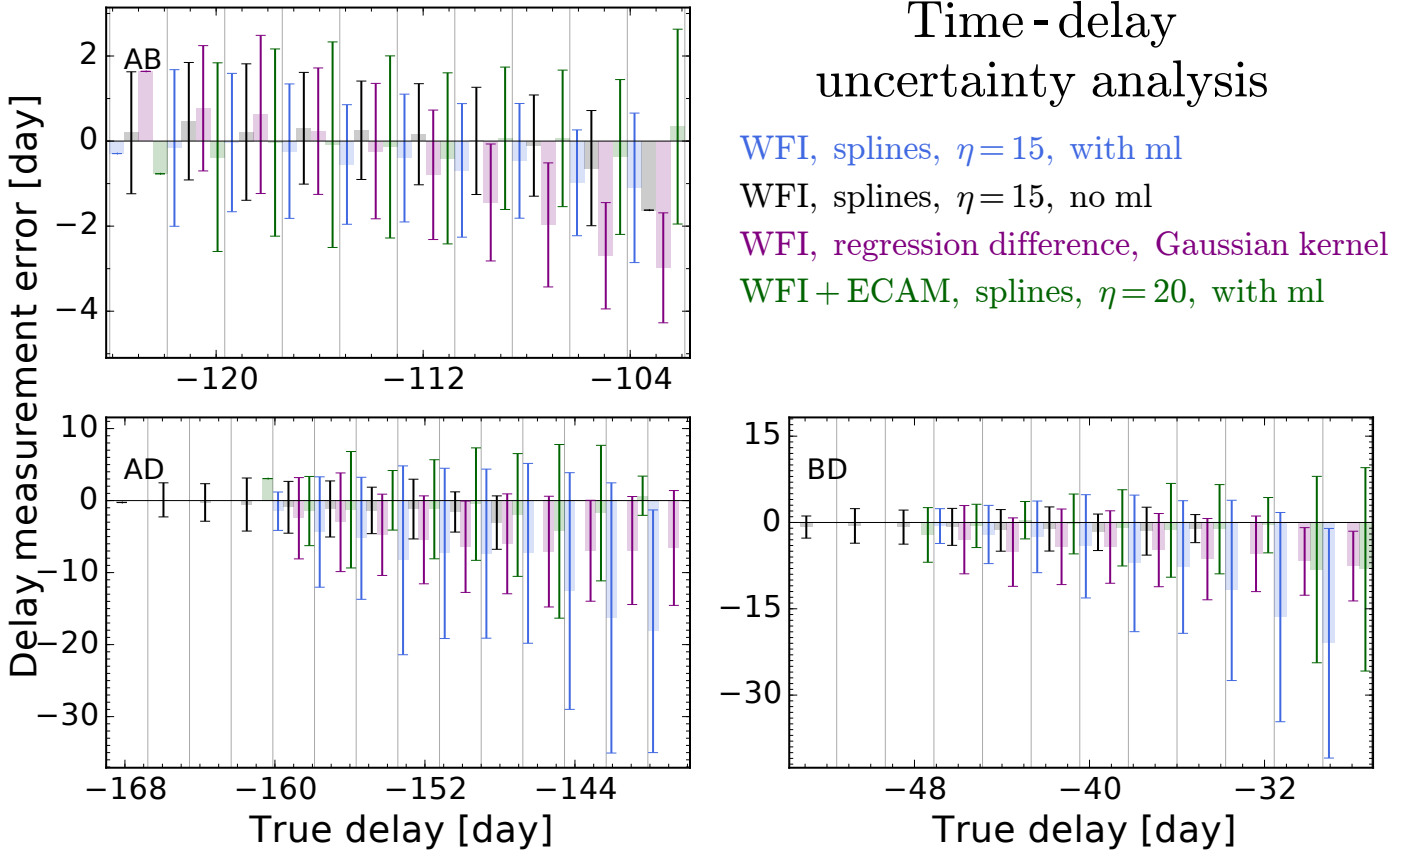 Time-delay
uncertainty analysis
WFI, splines, η = 15, with ml
WFI, splines, η = 15, no ml
WFI, regression difference, Gaussian kernel
WFI + ECAM, splines, η = 20, with ml
Delay measurement error [day]
AB
2
0
−2
−4
−120 −112 −104
AD
10
0
−10
−20
−30
−168 −160 −152 −144
True delay [day]
BD
15
0
−15
−30
−48 −40 −32
True delay [day]